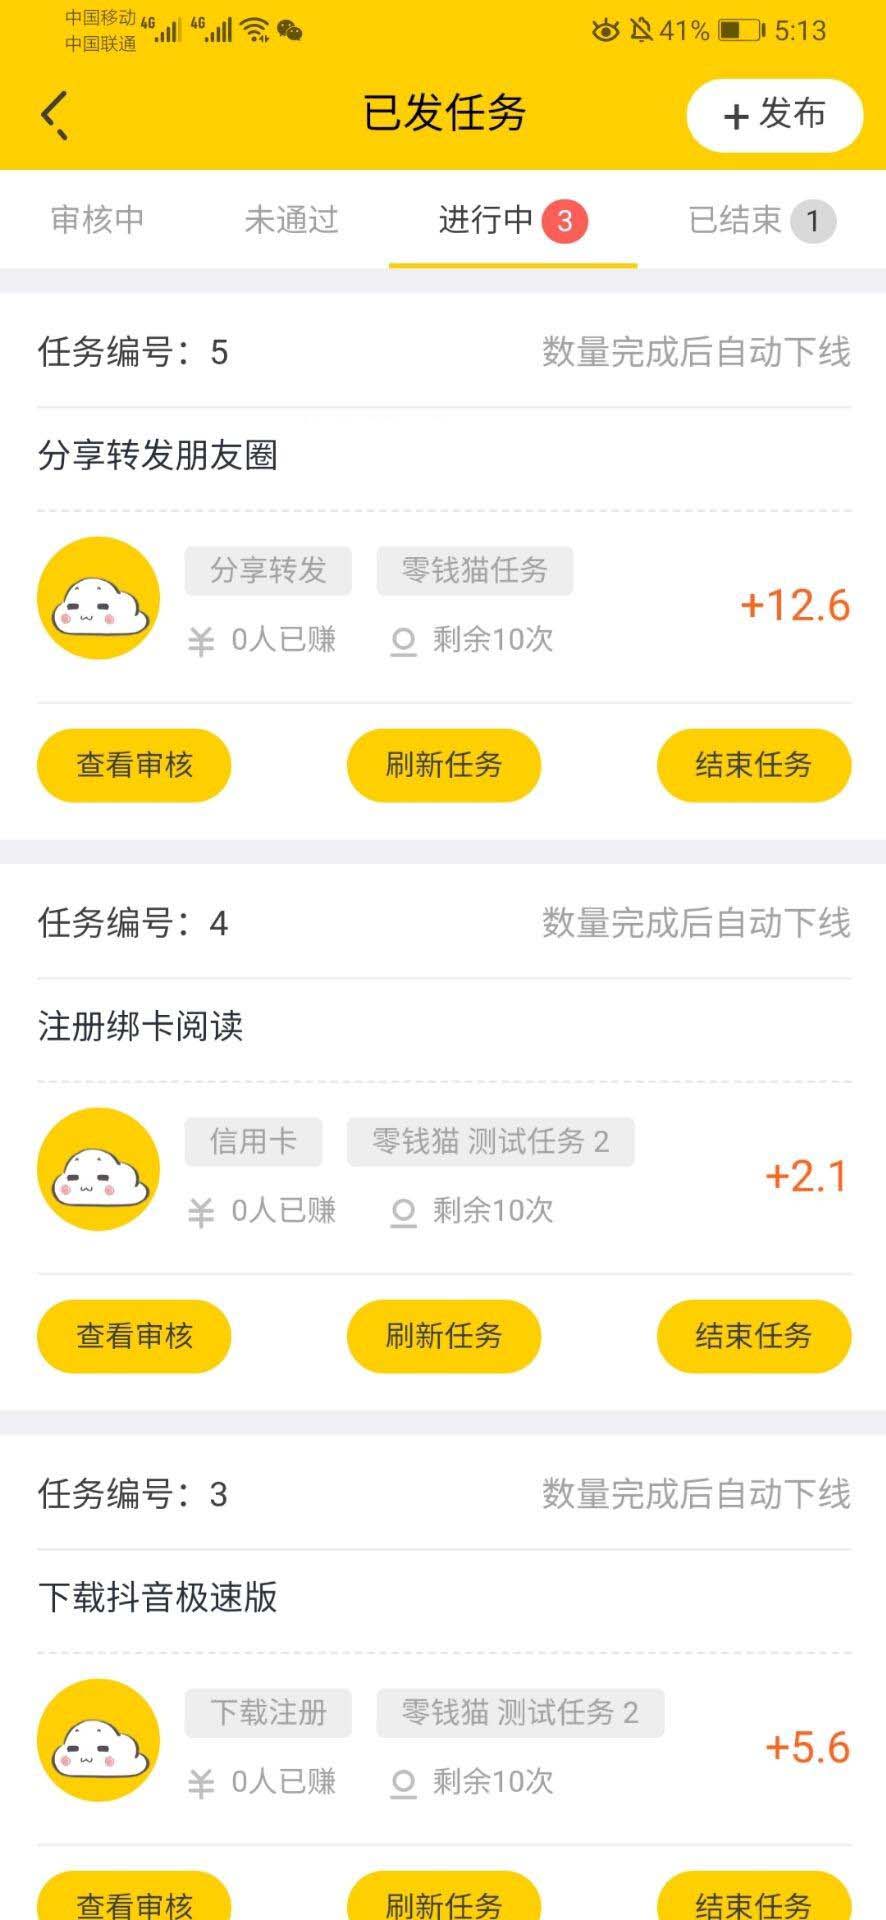 中国移动 4G 4G 41% 5:13
中国联通
已发任务
+ 发布
审核中 未通过 进行中 3 已结束 1
任务编号：5 数量完成后自动下线
分享转发朋友圈
分享转发 零钱猫任务
+12.6
0人已赚 剩余10次
查看审核 刷新任务 结束任务
任务编号：4 数量完成后自动下线
注册绑卡阅读
信用卡 零钱猫 测试任务 2
+2.1
0人已赚 剩余10次
查看审核 刷新任务 结束任务
任务编号：3 数量完成后自动下线
下载抖音极速版
下载注册 零钱猫 测试任务 2
+5.6
0人已赚 剩余10次
查看审核 刷新任务 结束任务